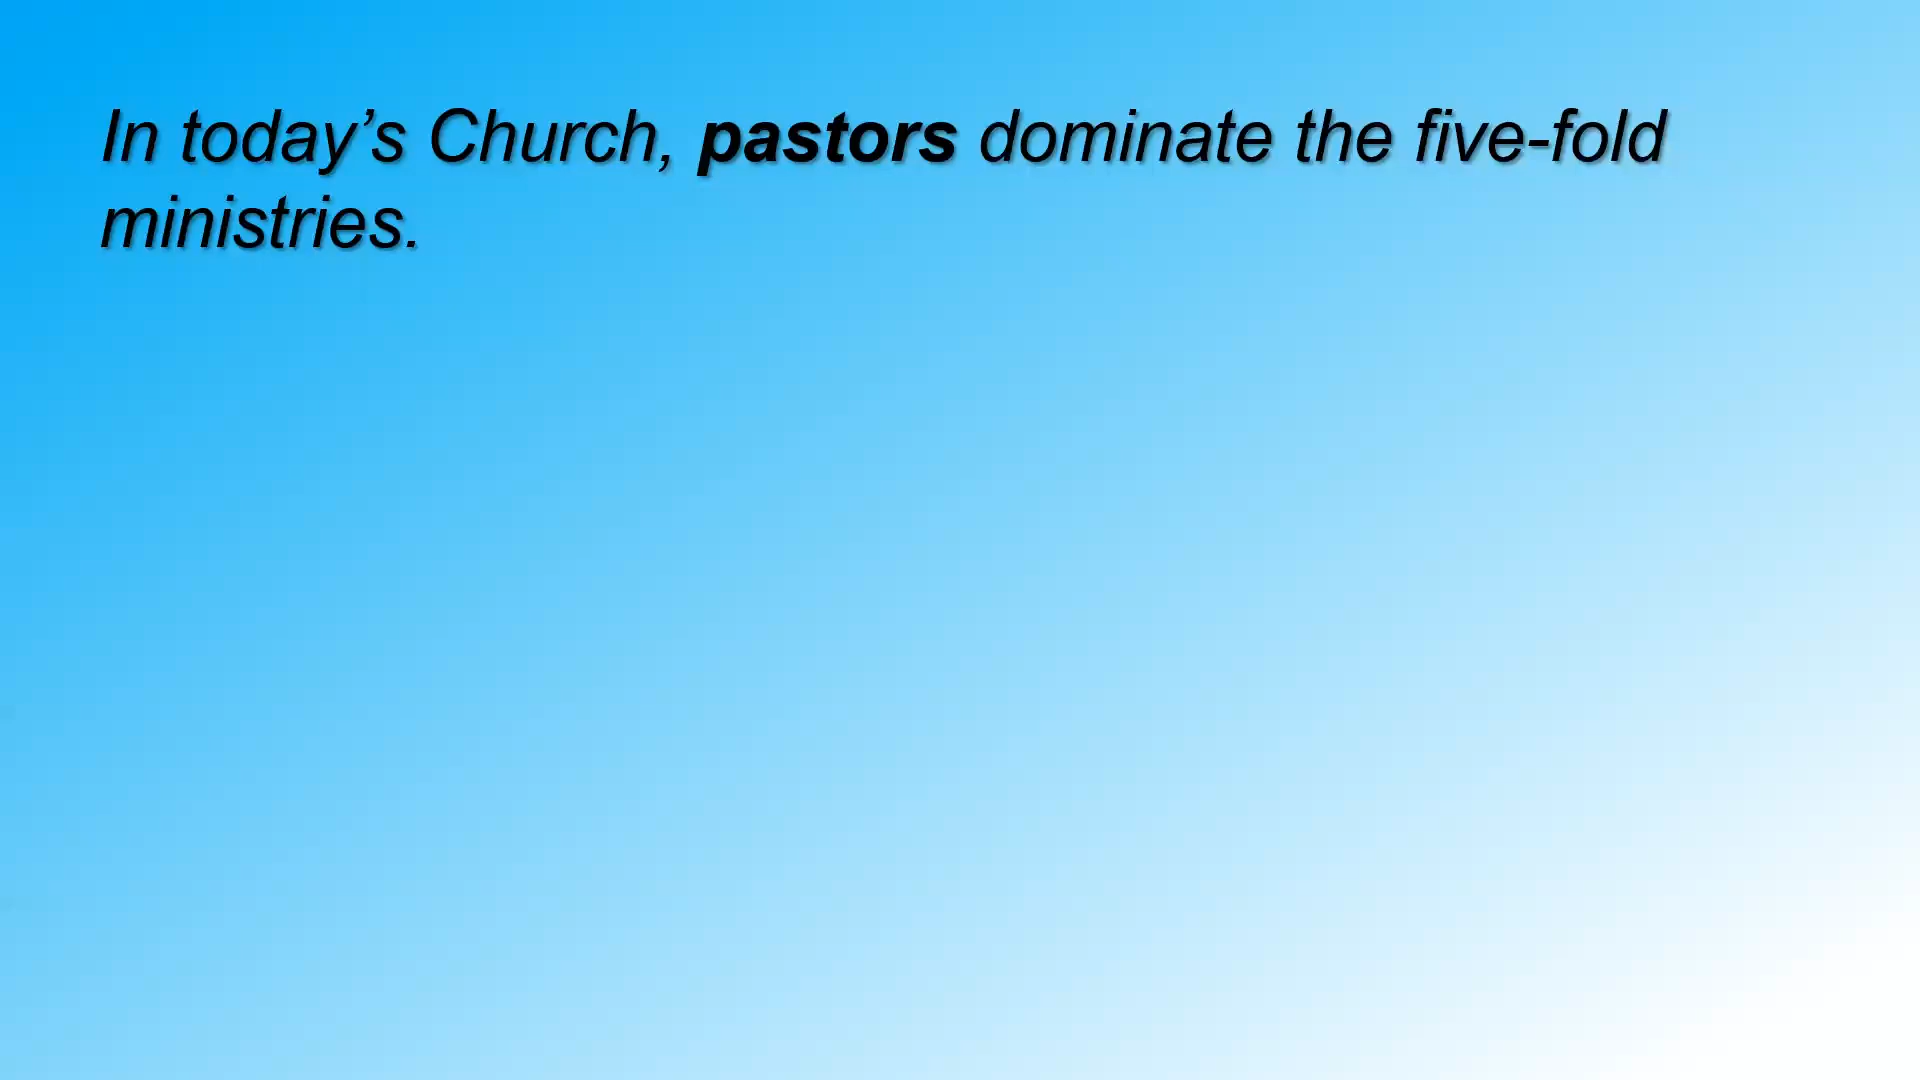 In today’s Church, pastors dominate the five-fold
ministries.